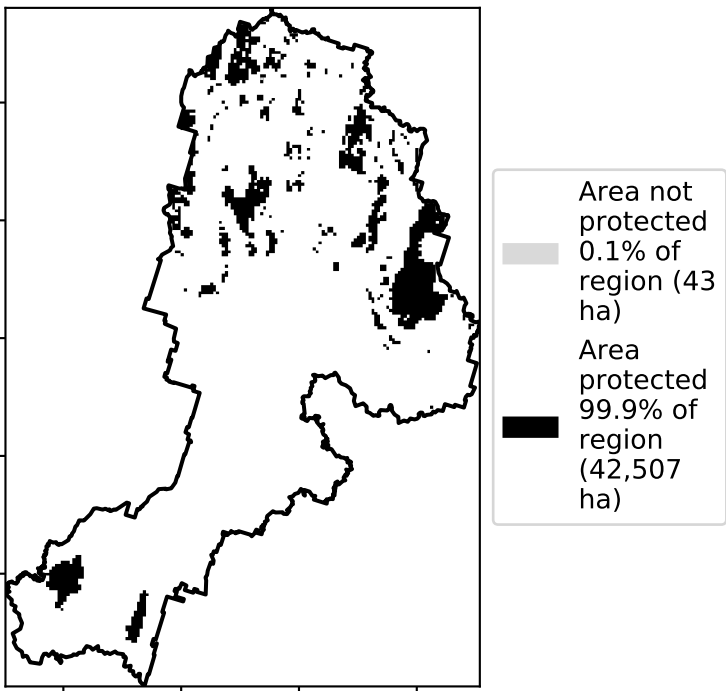 Area not
protected
0.1% of
region (43
ha)
Area
protected
99.9% of
region
(42,507
ha)